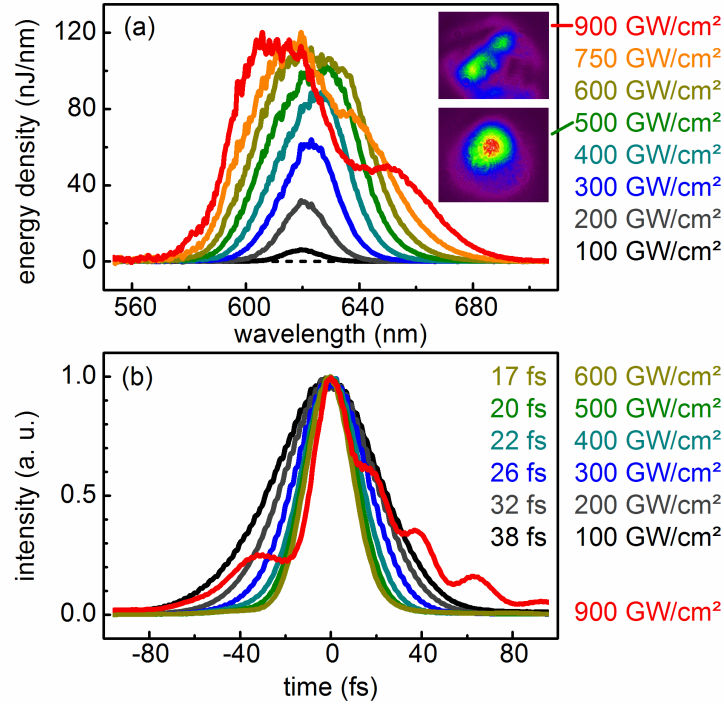 (a)
energy density (nJ/nm)
120
80
40
0
560
600
640
680
wavelength (nm)
900 GW/cm²
750 GW/cm²
600 GW/cm²
500 GW/cm²
400 GW/cm²
300 GW/cm²
200 GW/cm²
100 GW/cm²
(b)
intensity (a. u.)
1.0
0.5
0.0
-80
-40
0
40
80
time (fs)
17 fs 600 GW/cm²
20 fs 500 GW/cm²
22 fs 400 GW/cm²
26 fs 300 GW/cm²
32 fs 200 GW/cm²
38 fs 100 GW/cm²
900 GW/cm²